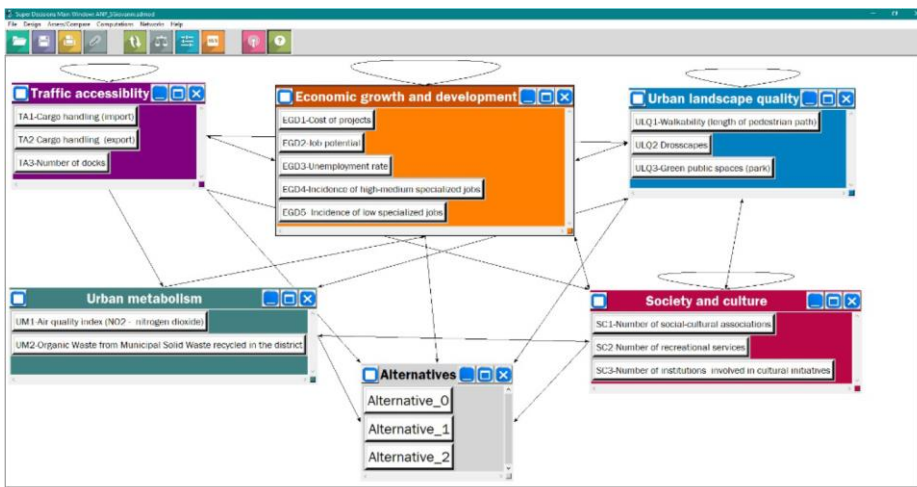 Super Decisions Main Window: ANP_SGiovanni.sdmod
File Design Assess/Compare Computations Networks Help
Traffic accessiblity
TA1-Cargo handling (import)
TA2 Cargo handling (export)
TA3-Number of docks
Economic growth and development
EGD1-Cost of projects
EGD2-Job potential
EGD3-Unemployment rate
EGD4-Incidence of high-medium specialized jobs
EGD5 Incidence of low specialized jobs
Urban landscape quality
ULQ1-Walkability (length of pedestrian path)
ULQ2 Drosscapes
ULQ3-Green public spaces (park)
Urban metabolism
UM1-Air quality index (NO2 - nitrogen dioxide)
UM2-Organic Waste from Municipal Solid Waste recycled in the district
Society and culture
SC1-Number of social-cultural associations
SC2 Number of recreational services
SC3-Number of institutions involved in cultural initiatives
Alternatives
Alternative_0
Alternative_1
Alternative_2